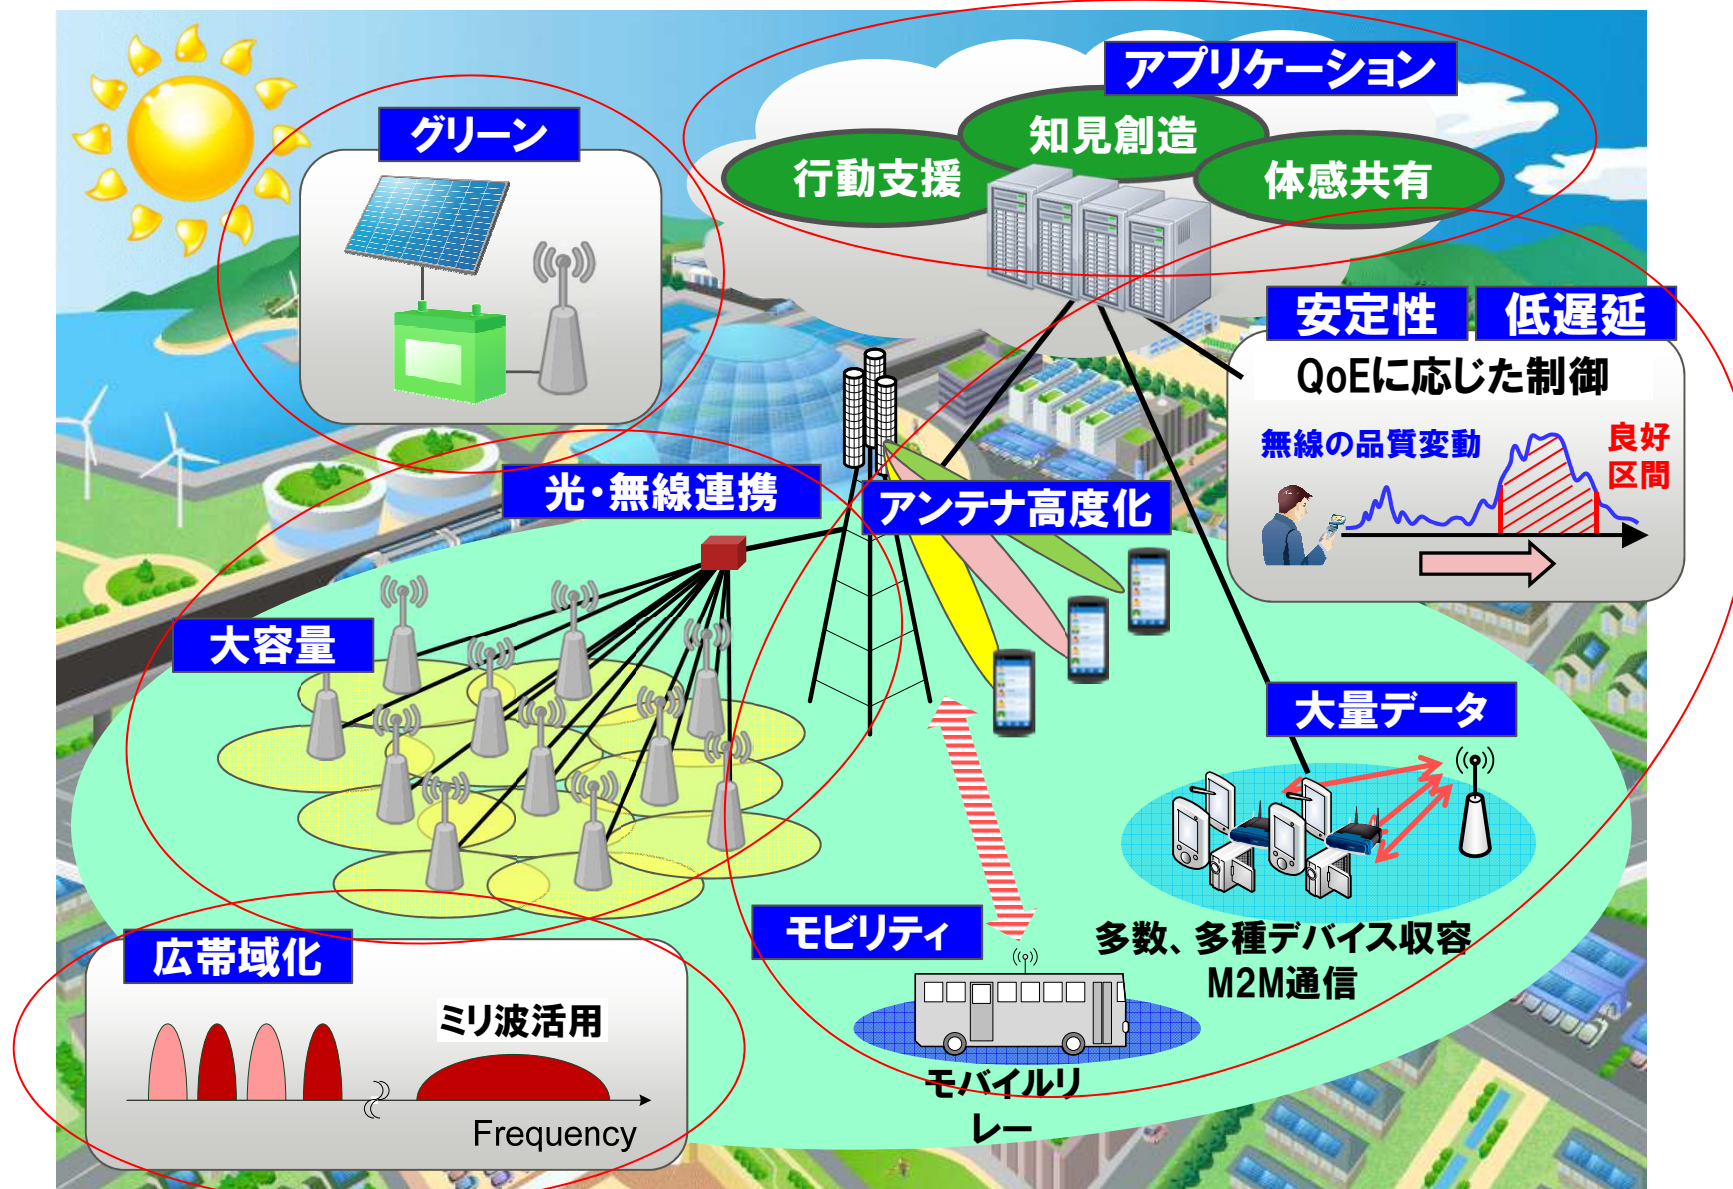 アプリケーション
グリーン
知見創造
行動支援
体感共有
安定性
低遅延
QoEに応じた制御
無線の品質変動
良好
区間
光・無線連携
アンテナ高度化
大容量
大量データ
モビリティ
多数、多種デバイス収容
M2M通信
広帯域化
ミリ波活用
モバイルリ
レー
Frequency